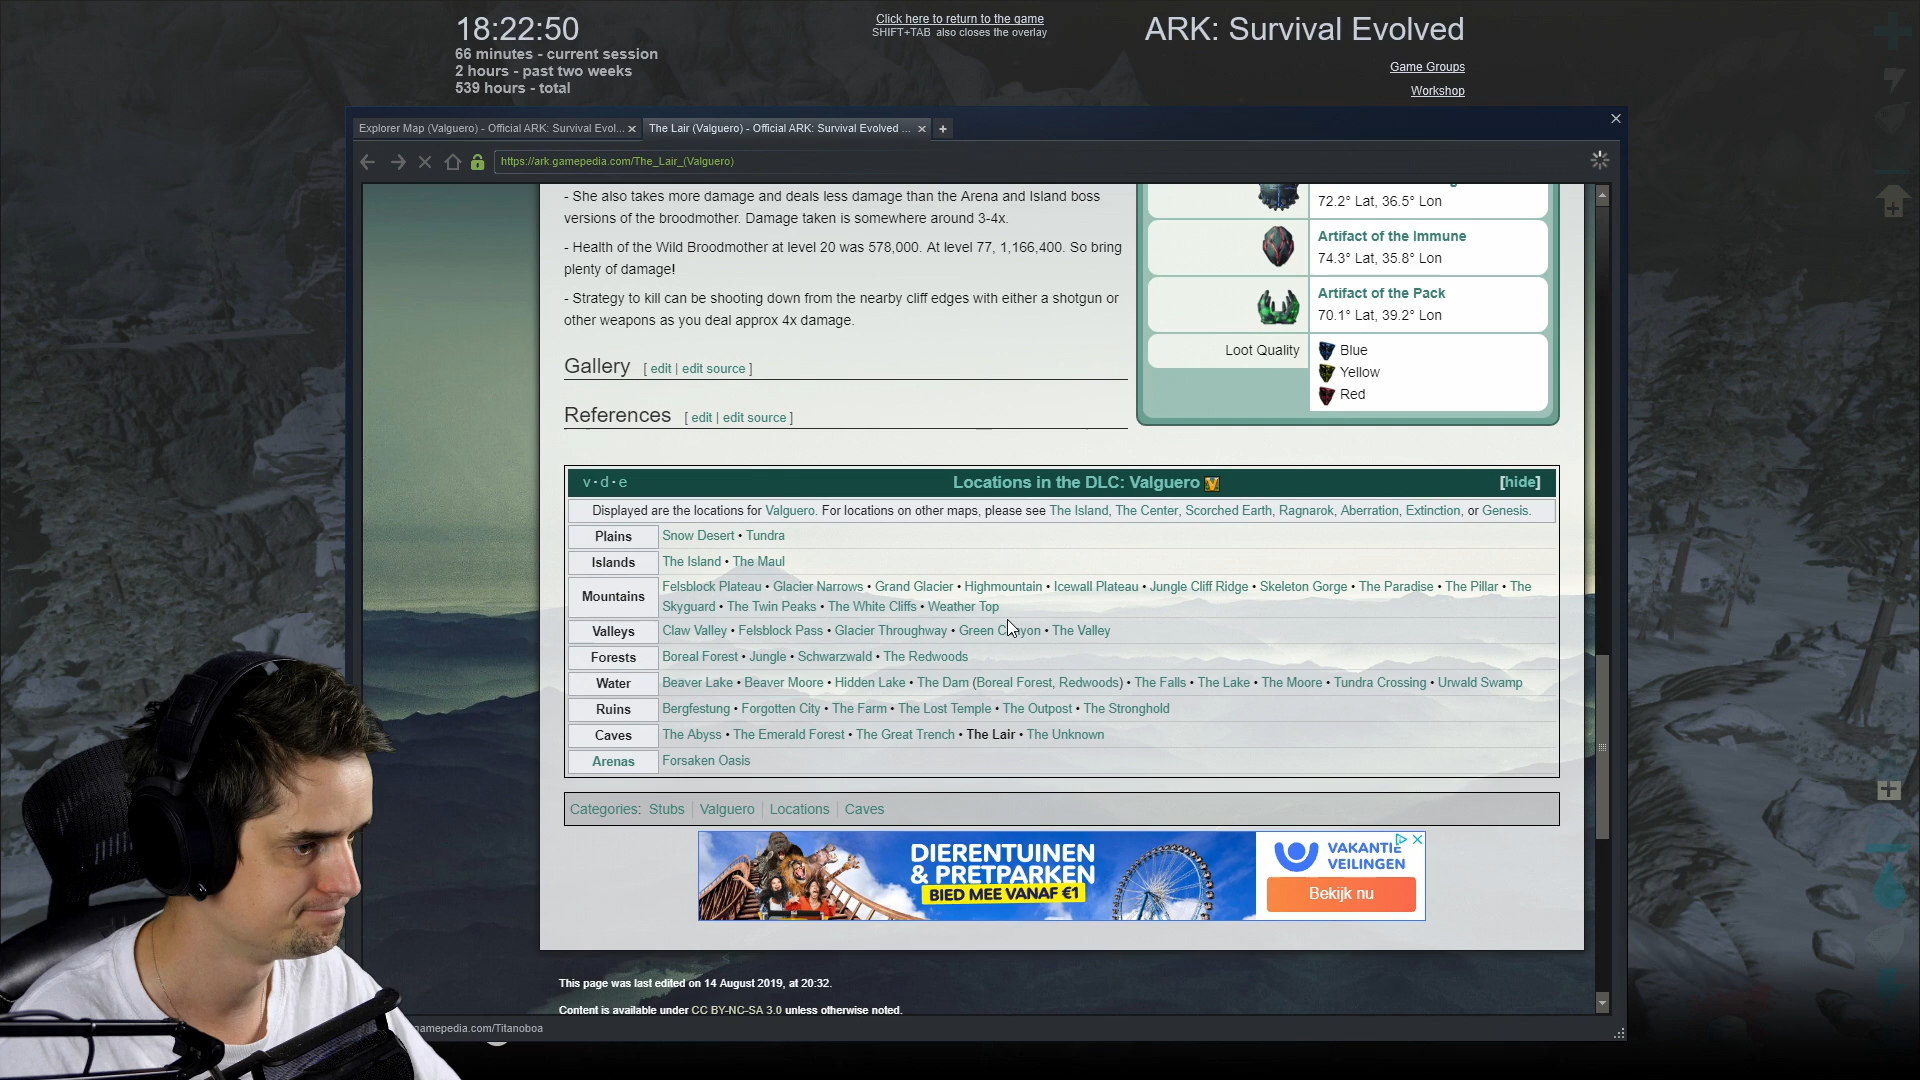 18:22:50
66 minutes - current session
2 hours - past two weeks
539 hours - total
Click here to return to the game
SHIFT+TAB also closes the overlay
ARK: Survival Evolved
Game Groups
Workshop
Explorer Map (Valguero) - Official ARK: Survival Evol...
The Lair (Valguero) - Official ARK: Survival Evolved ...
https://ark.gamepedia.com/The_Lair_(Valguero)
- She also takes more damage and deals less damage than the Arena and Island boss
versions of the broodmother. Damage taken is somewhere around 3-4x.
- Health of the Wild Broodmother at level 20 was 578,000. At level 77, 1,166,400. So bring
plenty of damage!
- Strategy to kill can be shooting down from the nearby cliff edges with either a shotgun or
other weapons as you deal approx 4x damage.
Gallery [ edit | edit source ]
References [ edit | edit source ]
72.2° Lat, 36.5° Lon
Artifact of the Immune
74.3° Lat, 35.8° Lon
Artifact of the Pack
70.1° Lat, 39.2° Lon
Loot Quality
Blue
Yellow
Red
v · d · e Locations in the DLC: Valguero [hide]
Displayed are the locations for Valguero. For locations on other maps, please see The Island, The Center, Scorched Earth, Ragnarok, Aberration, Extinction, or Genesis.
Plains Snow Desert • Tundra
Islands The Island • The Maul
Mountains Felsblock Plateau • Glacier Narrows • Grand Glacier • Highmountain • Icewall Plateau • Jungle Cliff Ridge • Skeleton Gorge • The Paradise • The Pillar • The
Skyguard • The Twin Peaks • The White Cliffs • Weather Top
Valleys Claw Valley • Felsblock Pass • Glacier Throughway • Green Canyon • The Valley
Forests Boreal Forest • Jungle • Schwarzwald • The Redwoods
Water Beaver Lake • Beaver Moore • Hidden Lake • The Dam (Boreal Forest, Redwoods) • The Falls • The Lake • The Moore • Tundra Crossing • Urwald Swamp
Ruins Bergfestung • Forgotten City • The Farm • The Lost Temple • The Outpost • The Stronghold
Caves The Abyss • The Emerald Forest • The Great Trench • The Lair • The Unknown
Arenas Forsaken Oasis
Categories: Stubs Valguero Locations Caves
DIERENTUINEN
& PRETPARKEN
BIED MEE VANAF €1
VAKANTIE
VEILINGEN
Bekijk nu
This page was last edited on 14 August 2019, at 20:32.
Content is available under CC BY-NC-SA 3.0 unless otherwise noted.
gamepedia.com/Titanoboa